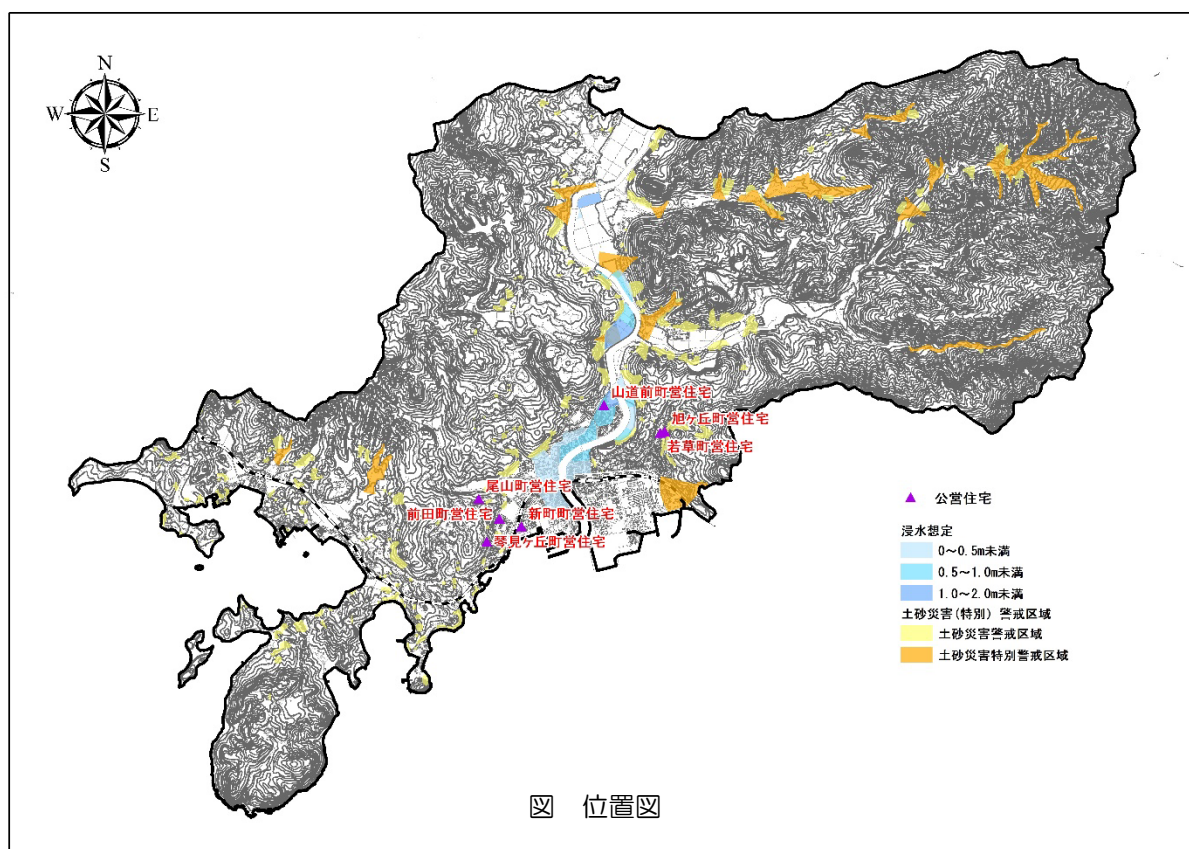 N
W E
S
山道前町営住宅
旭ヶ丘町営住宅
若草町営住宅
尾山町営住宅
前田町営住宅
新町町営住宅
琴見ヶ丘町営住宅
公営住宅
浸水想定
0～0.5m未満
0.5～1.0m未満
1.0～2.0m未満
土砂災害(特別) 警戒区域
土砂災害警戒区域
土砂災害特別警戒区域
図 位置図